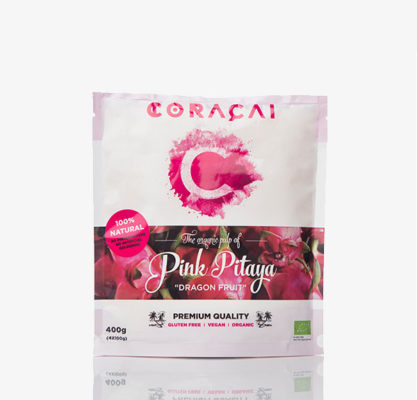 CORAÇAI
C
100%
NATURAL
The organic pulp of
Pink Pitaya
"DRAGON FRUIT"
PREMIUM QUALITY
GLUTEN FREE | VEGAN | ORGANIC
400g
(4x100g)